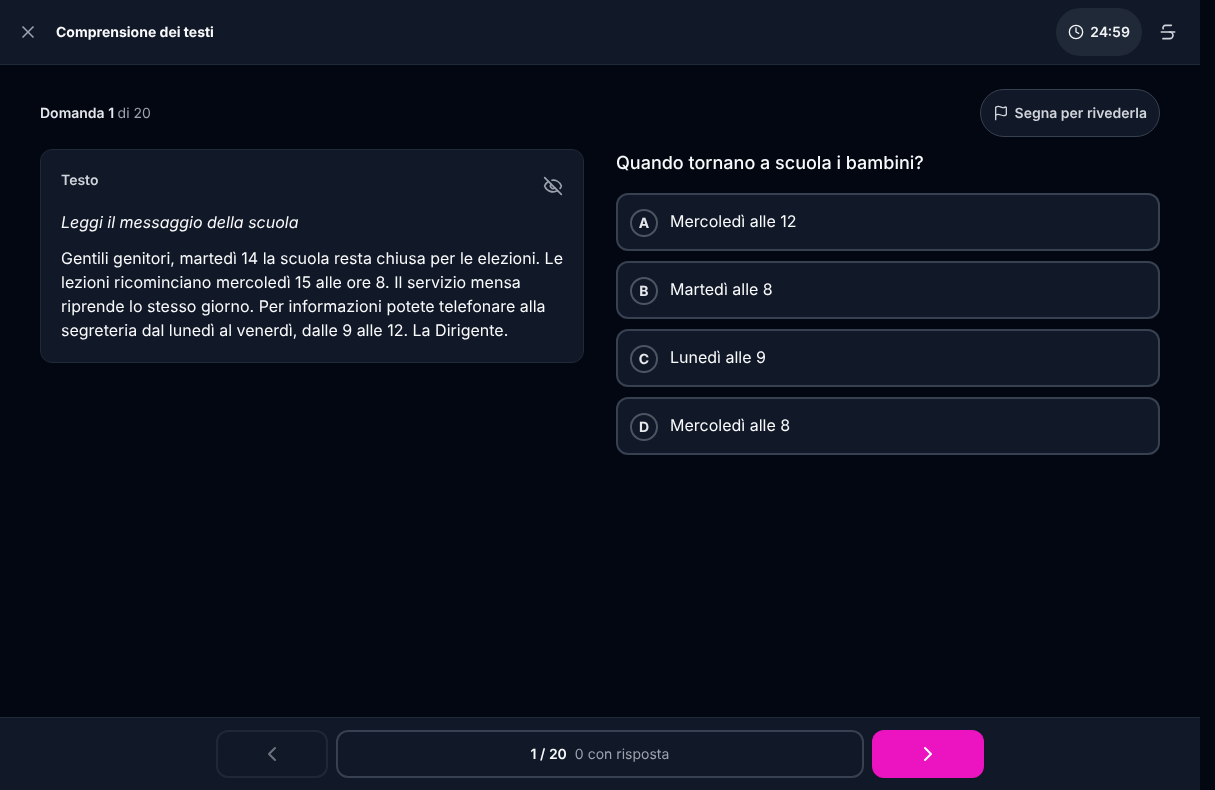 Comprensione dei testi
24:59
Domanda 1 di 20
Segna per rivederla
Testo
Leggi il messaggio della scuola
Gentili genitori, martedì 14 la scuola resta chiusa per le elezioni. Le
lezioni ricominciano mercoledì 15 alle ore 8. Il servizio mensa
riprende lo stesso giorno. Per informazioni potete telefonare alla
segreteria dal lunedì al venerdì, dalle 9 alle 12. La Dirigente.
Quando tornano a scuola i bambini?
A Mercoledì alle 12
B Martedì alle 8
C Lunedì alle 9
D Mercoledì alle 8
1 / 20 0 con risposta